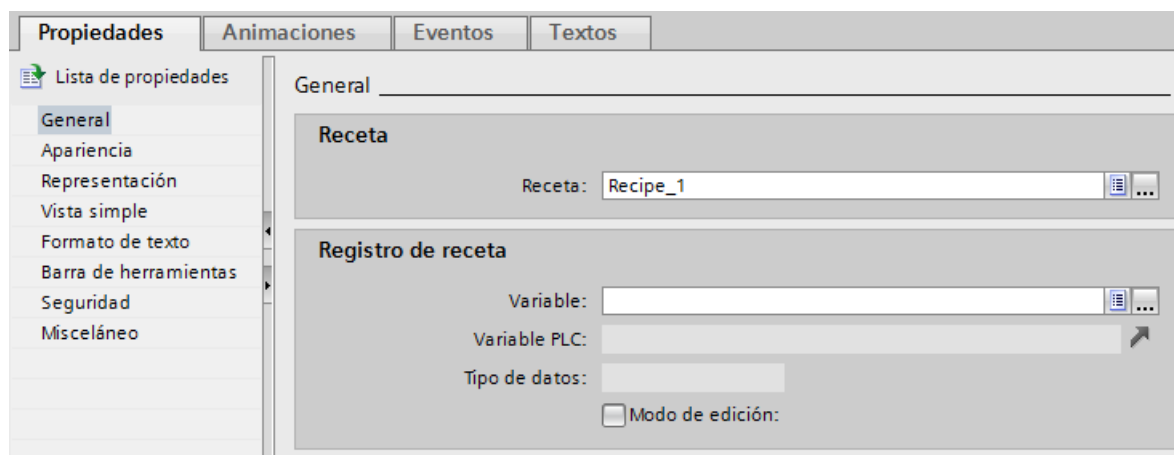 Propiedades Animaciones Eventos Textos
Lista de propiedades
General
Apariencia
Representación
Vista simple
Formato de texto
Barra de herramientas
Seguridad
Misceláneo
General
Receta
Receta: Recipe_1 ...
Registro de receta
Variable: ...
Variable PLC:
Tipo de datos:
Modo de edición: